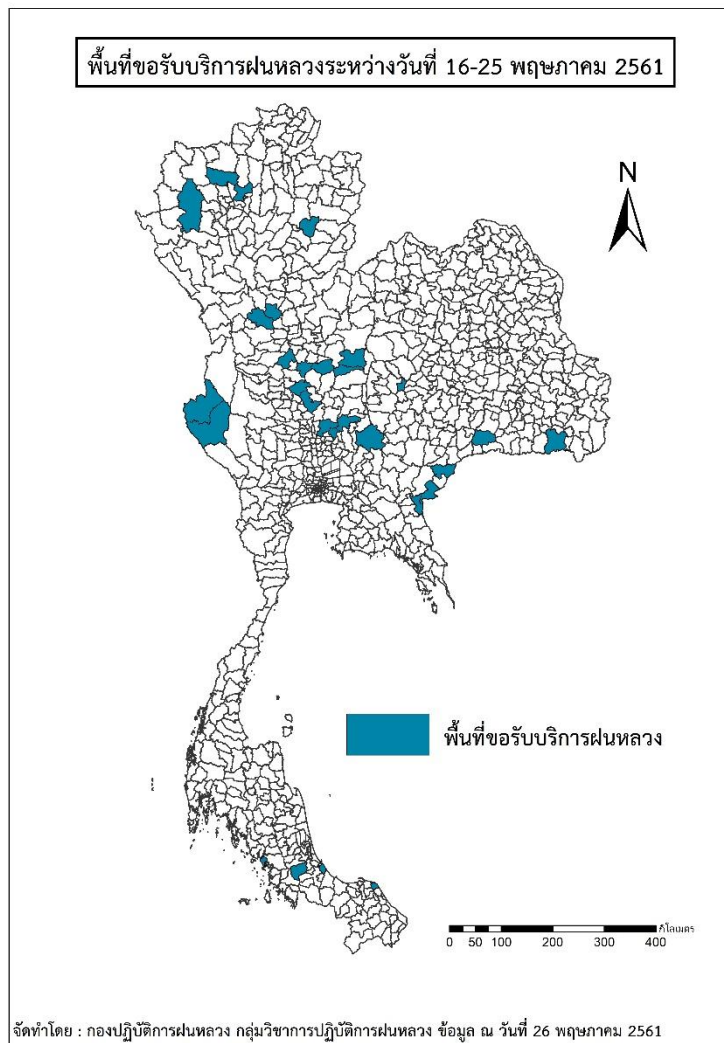 พื้นที่ขอรับบริการฝนหลวงระหว่างวันที่ 16-25 พฤษภาคม 2561
N
พื้นที่ขอรับบริการฝนหลวง
กิโลเมตร
0 50 100 200 300 400
จัดทำโดย : กองปฏิบัติการฝนหลวง กลุ่มวิชาการปฏิบัติการฝนหลวง ข้อมูล ณ วันที่ 26 พฤษภาคม 2561